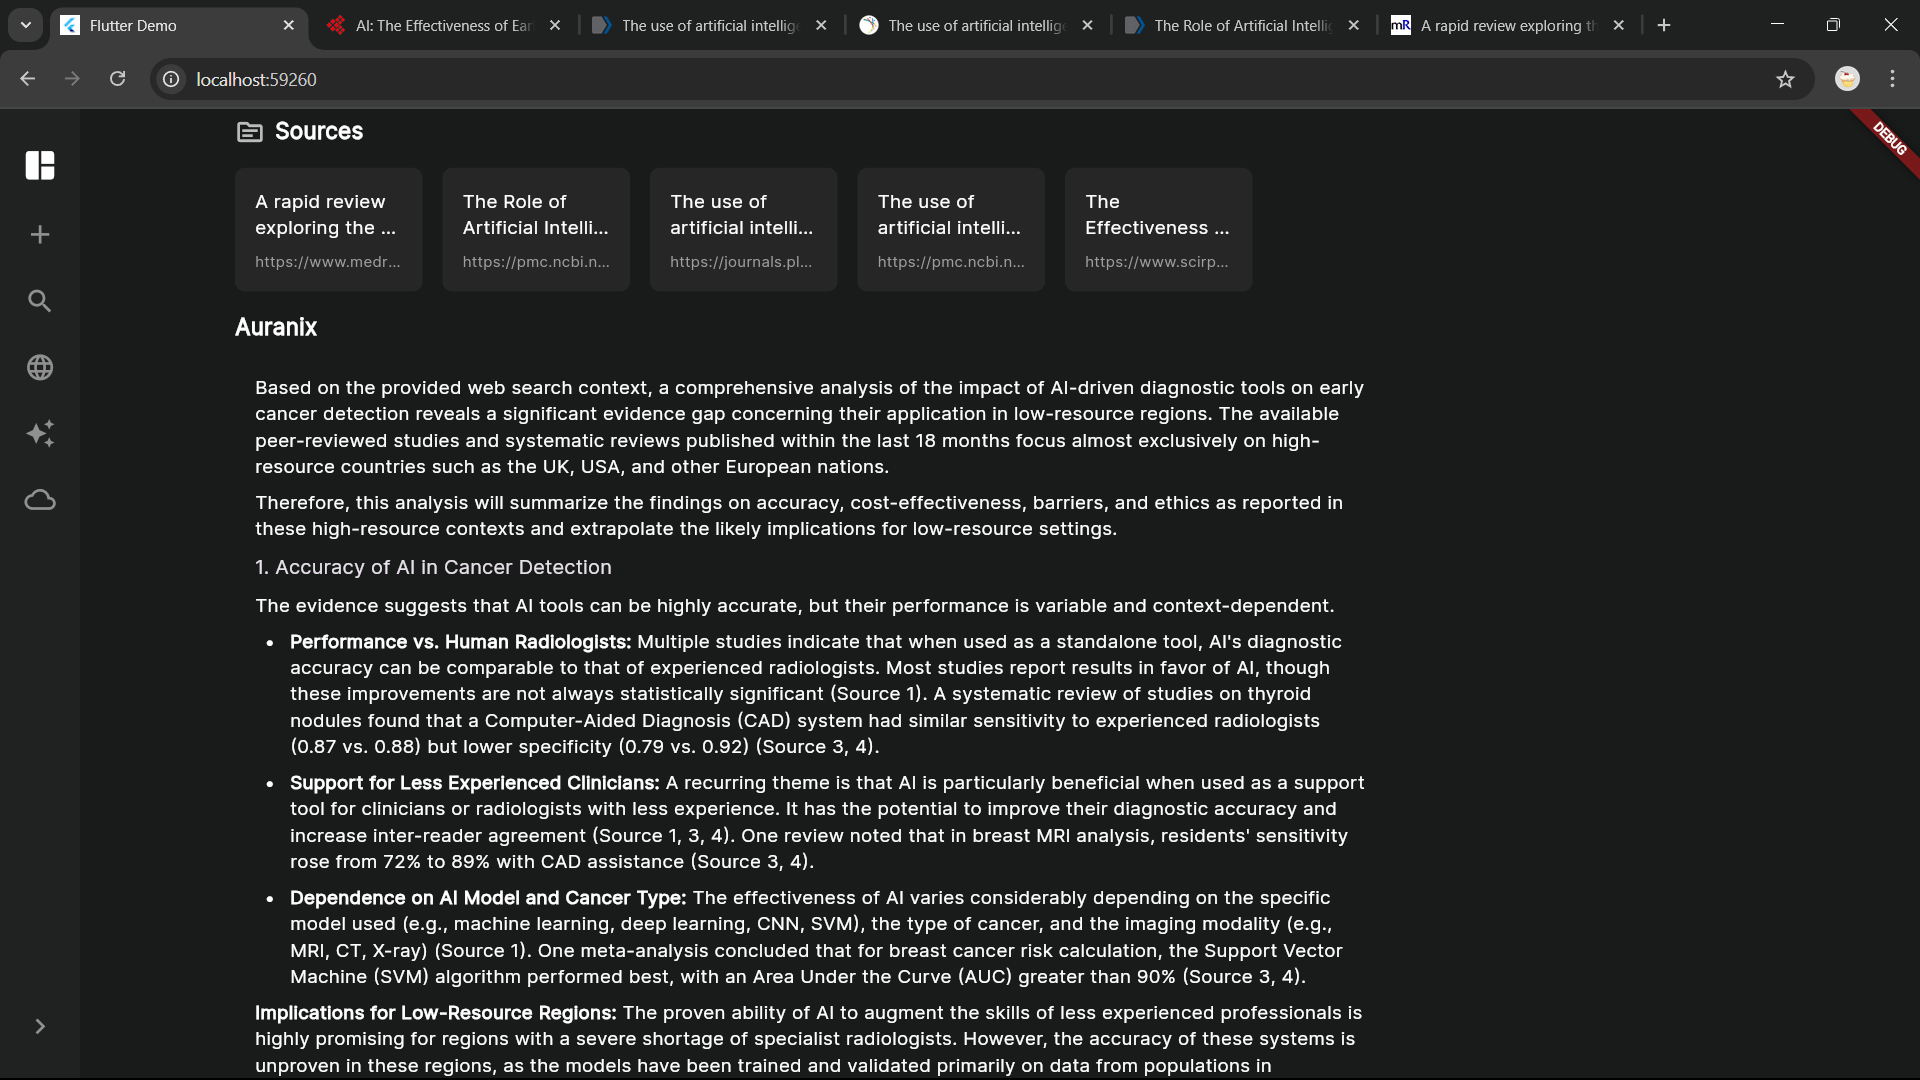 Flutter Demo
AI: The Effectiveness of Ear
The use of artificial intellige
The use of artificial intellige
The Role of Artificial Intelli
mR
A rapid review exploring th
localhost:59260
DEBUG
Sources
A rapid review
exploring the ...
https://www.medr...
The Role of
Artificial Intelli...
https://pmc.ncbi.n...
The use of
artificial intelli...
https://journals.pl...
The use of
artificial intelli...
https://pmc.ncbi.n...
The
Effectiveness ...
https://www.scirp...
Auranix
Based on the provided web search context, a comprehensive analysis of the impact of AI-driven diagnostic tools on early
cancer detection reveals a significant evidence gap concerning their application in low-resource regions. The available
peer-reviewed studies and systematic reviews published within the last 18 months focus almost exclusively on high-
resource countries such as the UK, USA, and other European nations.
Therefore, this analysis will summarize the findings on accuracy, cost-effectiveness, barriers, and ethics as reported in
these high-resource contexts and extrapolate the likely implications for low-resource settings.
1. Accuracy of AI in Cancer Detection
The evidence suggests that AI tools can be highly accurate, but their performance is variable and context-dependent.
• Performance vs. Human Radiologists: Multiple studies indicate that when used as a standalone tool, AI's diagnostic
accuracy can be comparable to that of experienced radiologists. Most studies report results in favor of AI, though
these improvements are not always statistically significant (Source 1). A systematic review of studies on thyroid
nodules found that a Computer-Aided Diagnosis (CAD) system had similar sensitivity to experienced radiologists
(0.87 vs. 0.88) but lower specificity (0.79 vs. 0.92) (Source 3, 4).
• Support for Less Experienced Clinicians: A recurring theme is that AI is particularly beneficial when used as a support
tool for clinicians or radiologists with less experience. It has the potential to improve their diagnostic accuracy and
increase inter-reader agreement (Source 1, 3, 4). One review noted that in breast MRI analysis, residents' sensitivity
rose from 72% to 89% with CAD assistance (Source 3, 4).
• Dependence on AI Model and Cancer Type: The effectiveness of AI varies considerably depending on the specific
model used (e.g., machine learning, deep learning, CNN, SVM), the type of cancer, and the imaging modality (e.g.,
MRI, CT, X-ray) (Source 1). One meta-analysis concluded that for breast cancer risk calculation, the Support Vector
Machine (SVM) algorithm performed best, with an Area Under the Curve (AUC) greater than 90% (Source 3, 4).
Implications for Low-Resource Regions: The proven ability of AI to augment the skills of less experienced professionals is
highly promising for regions with a severe shortage of specialist radiologists. However, the accuracy of these systems is
unproven in these regions, as the models have been trained and validated primarily on data from populations in